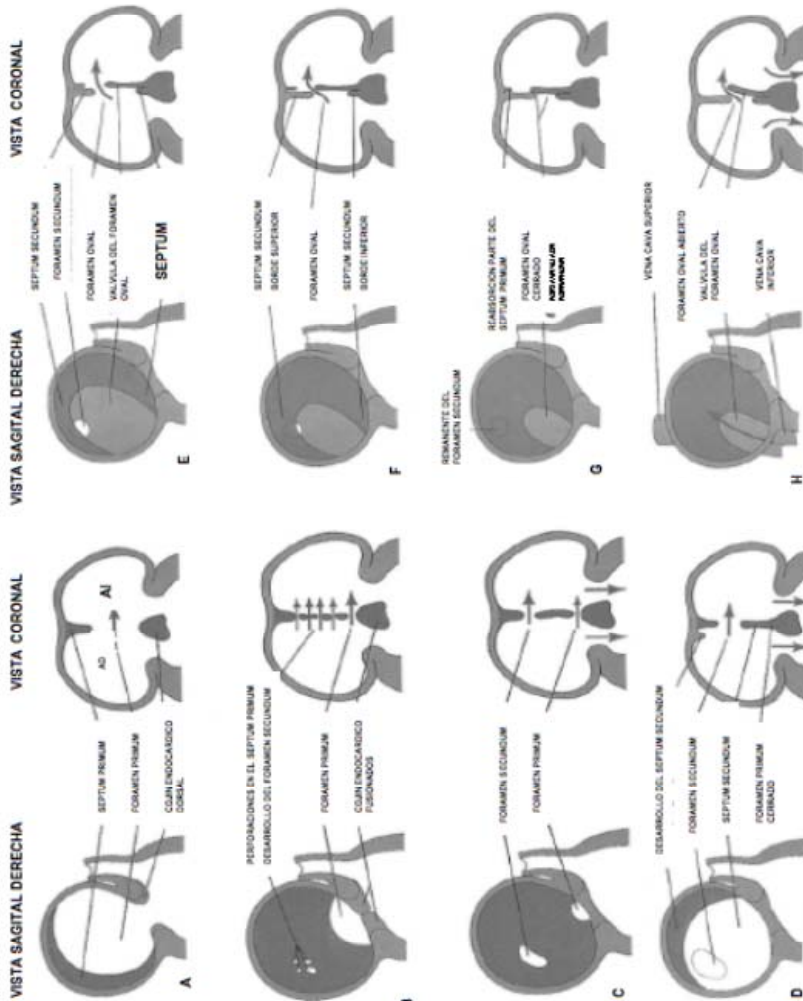 VISTA SAGITAL DERECHA
VISTA CORONAL
SEPTUM PRIMUM
FORAMEN PRIMUM
COJIN ENDOCARDICO
DORSAL
AD
AI
A
PERFORACIONES EN EL SEPTUM PRIMUM
DESARROLLO DEL FORAMEN SECUNDUM
FORAMEN PRIMUM
COJIN ENDOCARDICO
FUSIONADOS
FORAMEN SECUNDUM
FORAMEN PRIMUM
C
DESARROLLO DEL SEPTUM SECUNDUM
FORAMEN SECUNDUM
SEPTUM SECUNDUM
FORAMEN PRIMUM
CERRADO
D
VISTA SAGITAL DERECHA
VISTA CORONAL
SEPTUM SECUNDUM
FORAMEN SECUNDUM
FORAMEN OVAL
VALVULA DEL FORAMEN
OVAL
SEPTUM
E
SEPTUM SECUNDUM
BORDE SUPERIOR
FORAMEN OVAL
SEPTUM SECUNDUM
BORDE INFERIOR
F
REMANENTE DEL
FORAMEN SECUNDUM
REABSORCION PARTE DEL
SEPTUM PRIMUM
FORAMEN OVAL
CERRADO
G
VENA CAVA SUPERIOR
FORAMEN OVAL ABIERTO
VALVULA DEL
FORAMEN OVAL
VENA CAVA
INFERIOR
H